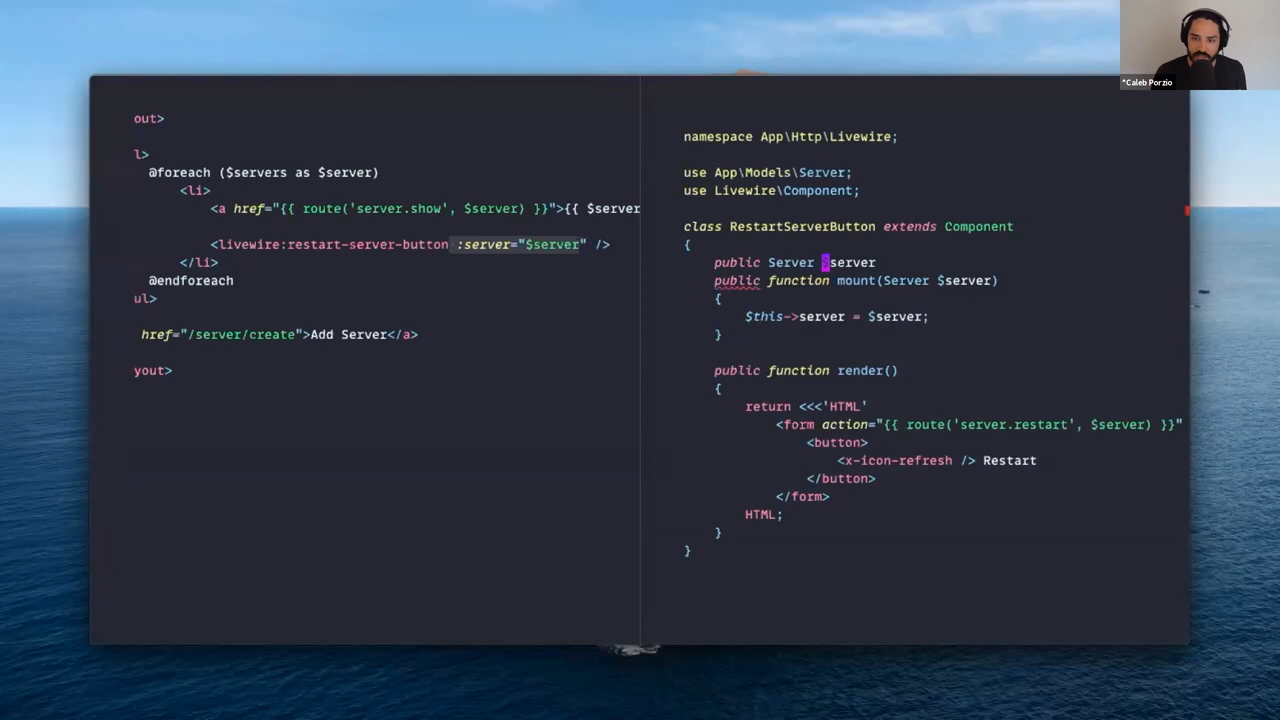 *Caleb Porzio
out>
l>
@foreach ($servers as $server)
<li>
<a href="{{ route('server.show', $server) }}">{{ $server
<livewire:restart-server-button :server="$server" />
</li>
@endforeach
ul>
href="/server/create">Add Server</a>
yout>
namespace App\Http\Livewire;
use App\Models\Server;
use Livewire\Component;
class RestartServerButton extends Component
{
public Server $server
public function mount(Server $server)
{
$this->server = $server;
}
public function render()
{
return <<<'HTML'
<form action="{{ route('server.restart', $server) }}"
<button>
<x-icon-refresh /> Restart
</button>
</form>
HTML;
}
}